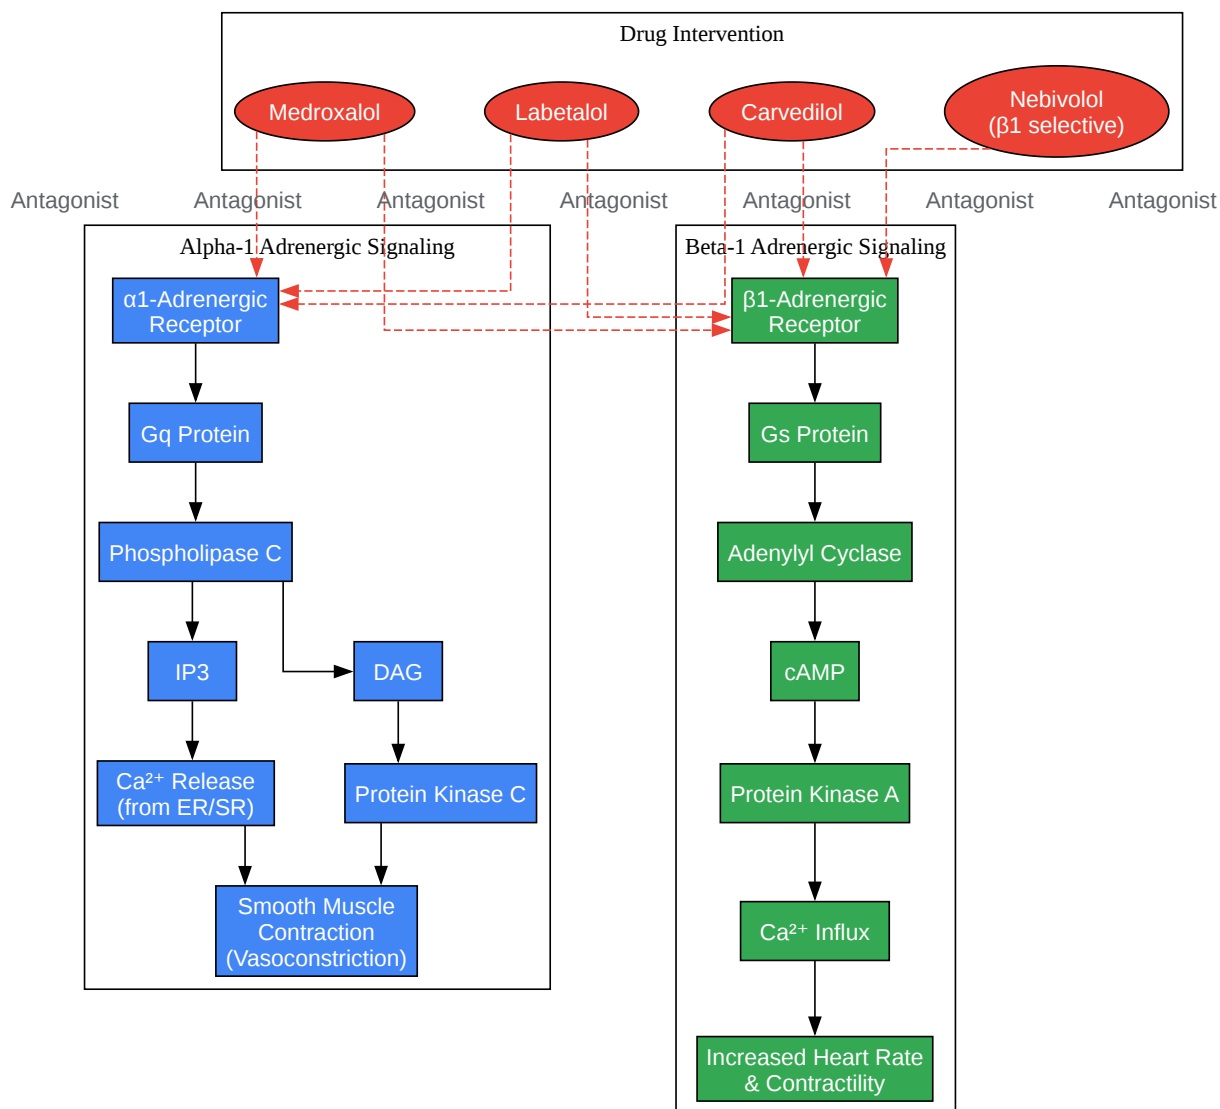 Drug Intervention
Medroxalol
Labetalol
Carvedilol
Nebivolol
(β1 selective)
Antagonist
Antagonist
Antagonist
Antagonist
Antagonist
Antagonist
Antagonist
Alpha-1 Adrenergic Signaling
Beta-1 Adrenergic Signaling
α1-Adrenergic
Receptor
β1-Adrenergic
Receptor
Gq Protein
Gs Protein
Phospholipase C
Adenylyl Cyclase
IP3
DAG
cAMP
Ca²⁺ Release
(from ER/SR)
Protein Kinase C
Protein Kinase A
Smooth Muscle
Contraction
(Vasoconstriction)
Ca²⁺ Influx
Increased Heart Rate
& Contractility